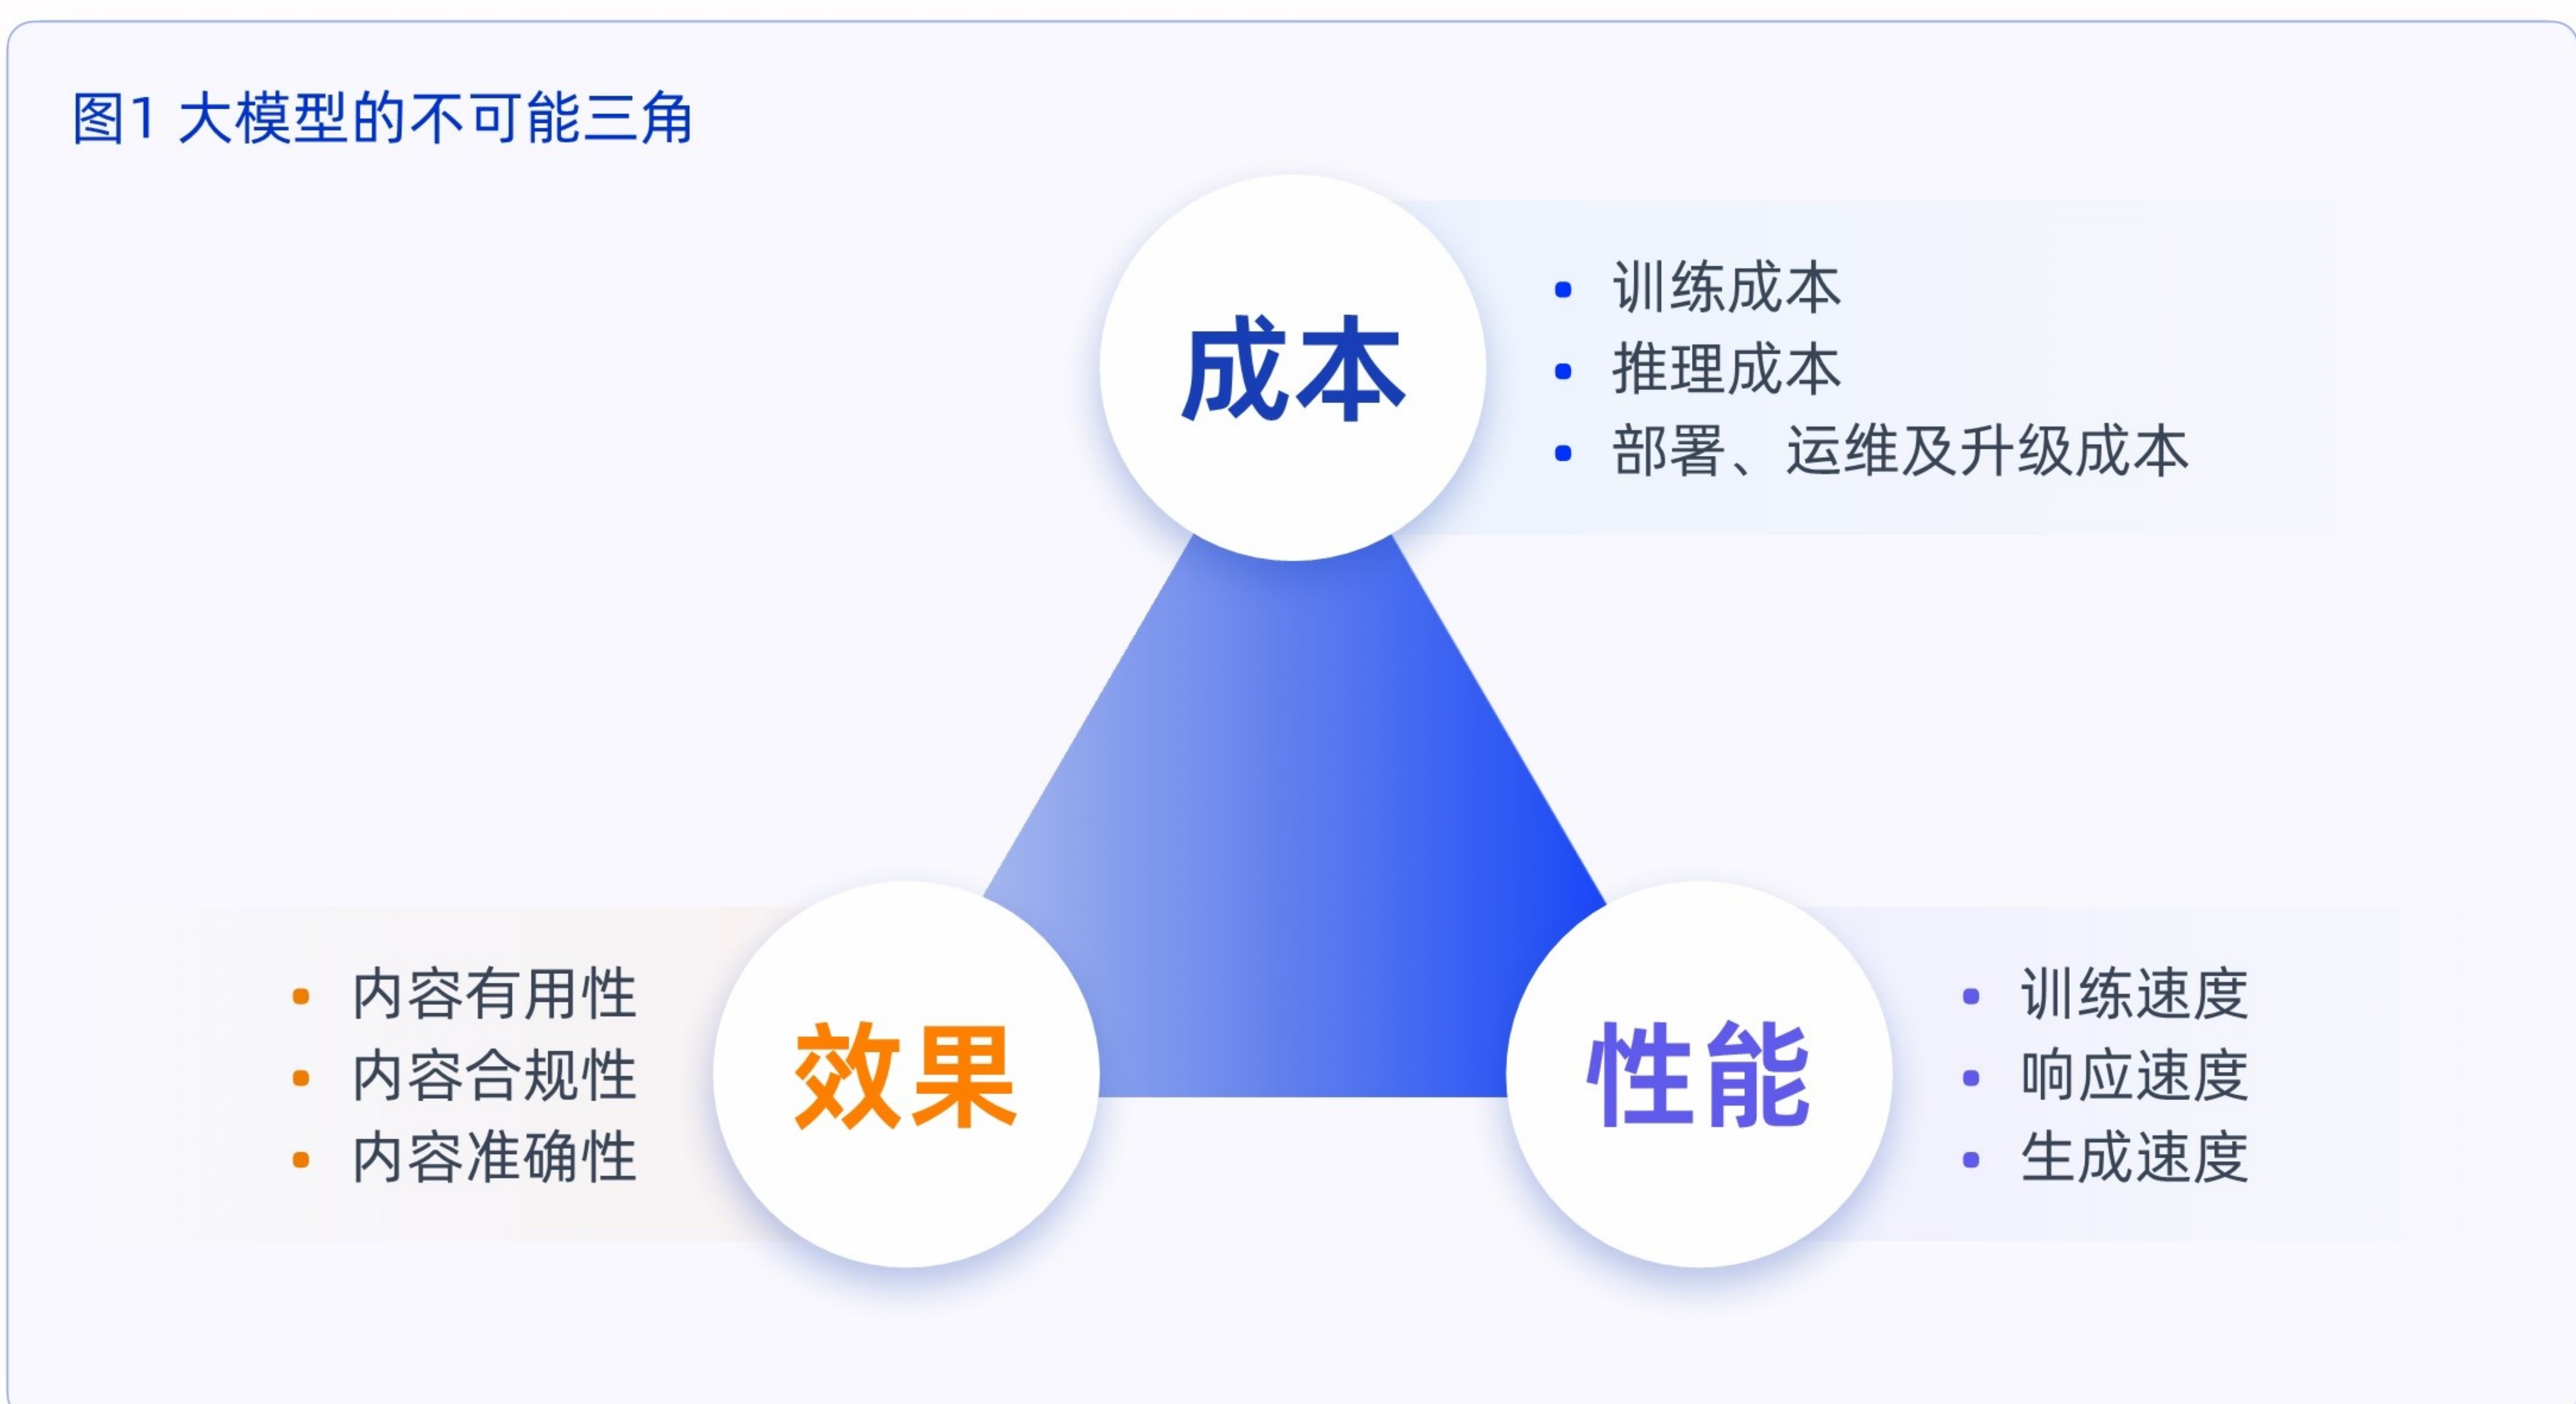 图1 大模型的不可能三角
成本
• 训练成本
• 推理成本
• 部署、运维及升级成本
• 内容有用性
• 内容合规性
• 内容准确性
效果
性能
• 训练速度
• 响应速度
• 生成速度